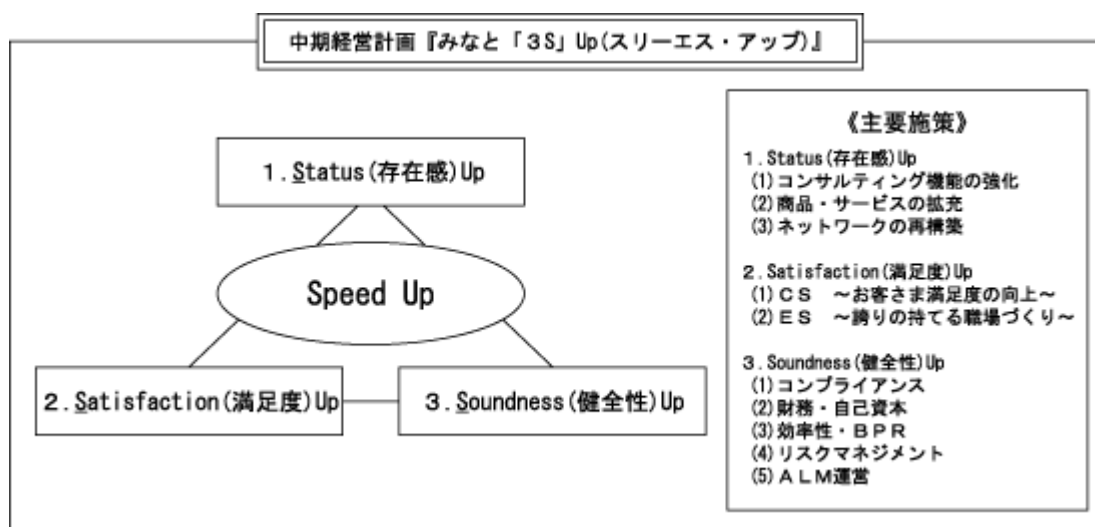 中期経営計画『みなと「3S」Up(スリーエス・アップ)』
1.Status(存在感)Up
Speed Up
2.Satisfaction(満足度)Up
3.Soundness(健全性)Up
《主要施策》
1.Status(存在感)Up
(1)コンサルティング機能の強化
(2)商品・サービスの拡充
(3)ネットワークの再構築
2.Satisfaction(満足度)Up
(1)CS ～お客さま満足度の向上～
(2)ES ～誇りの持てる職場づくり～
3.Soundness(健全性)Up
(1)コンプライアンス
(2)財務・自己資本
(3)効率性・BPR
(4)リスクマネジメント
(5)ALM運営